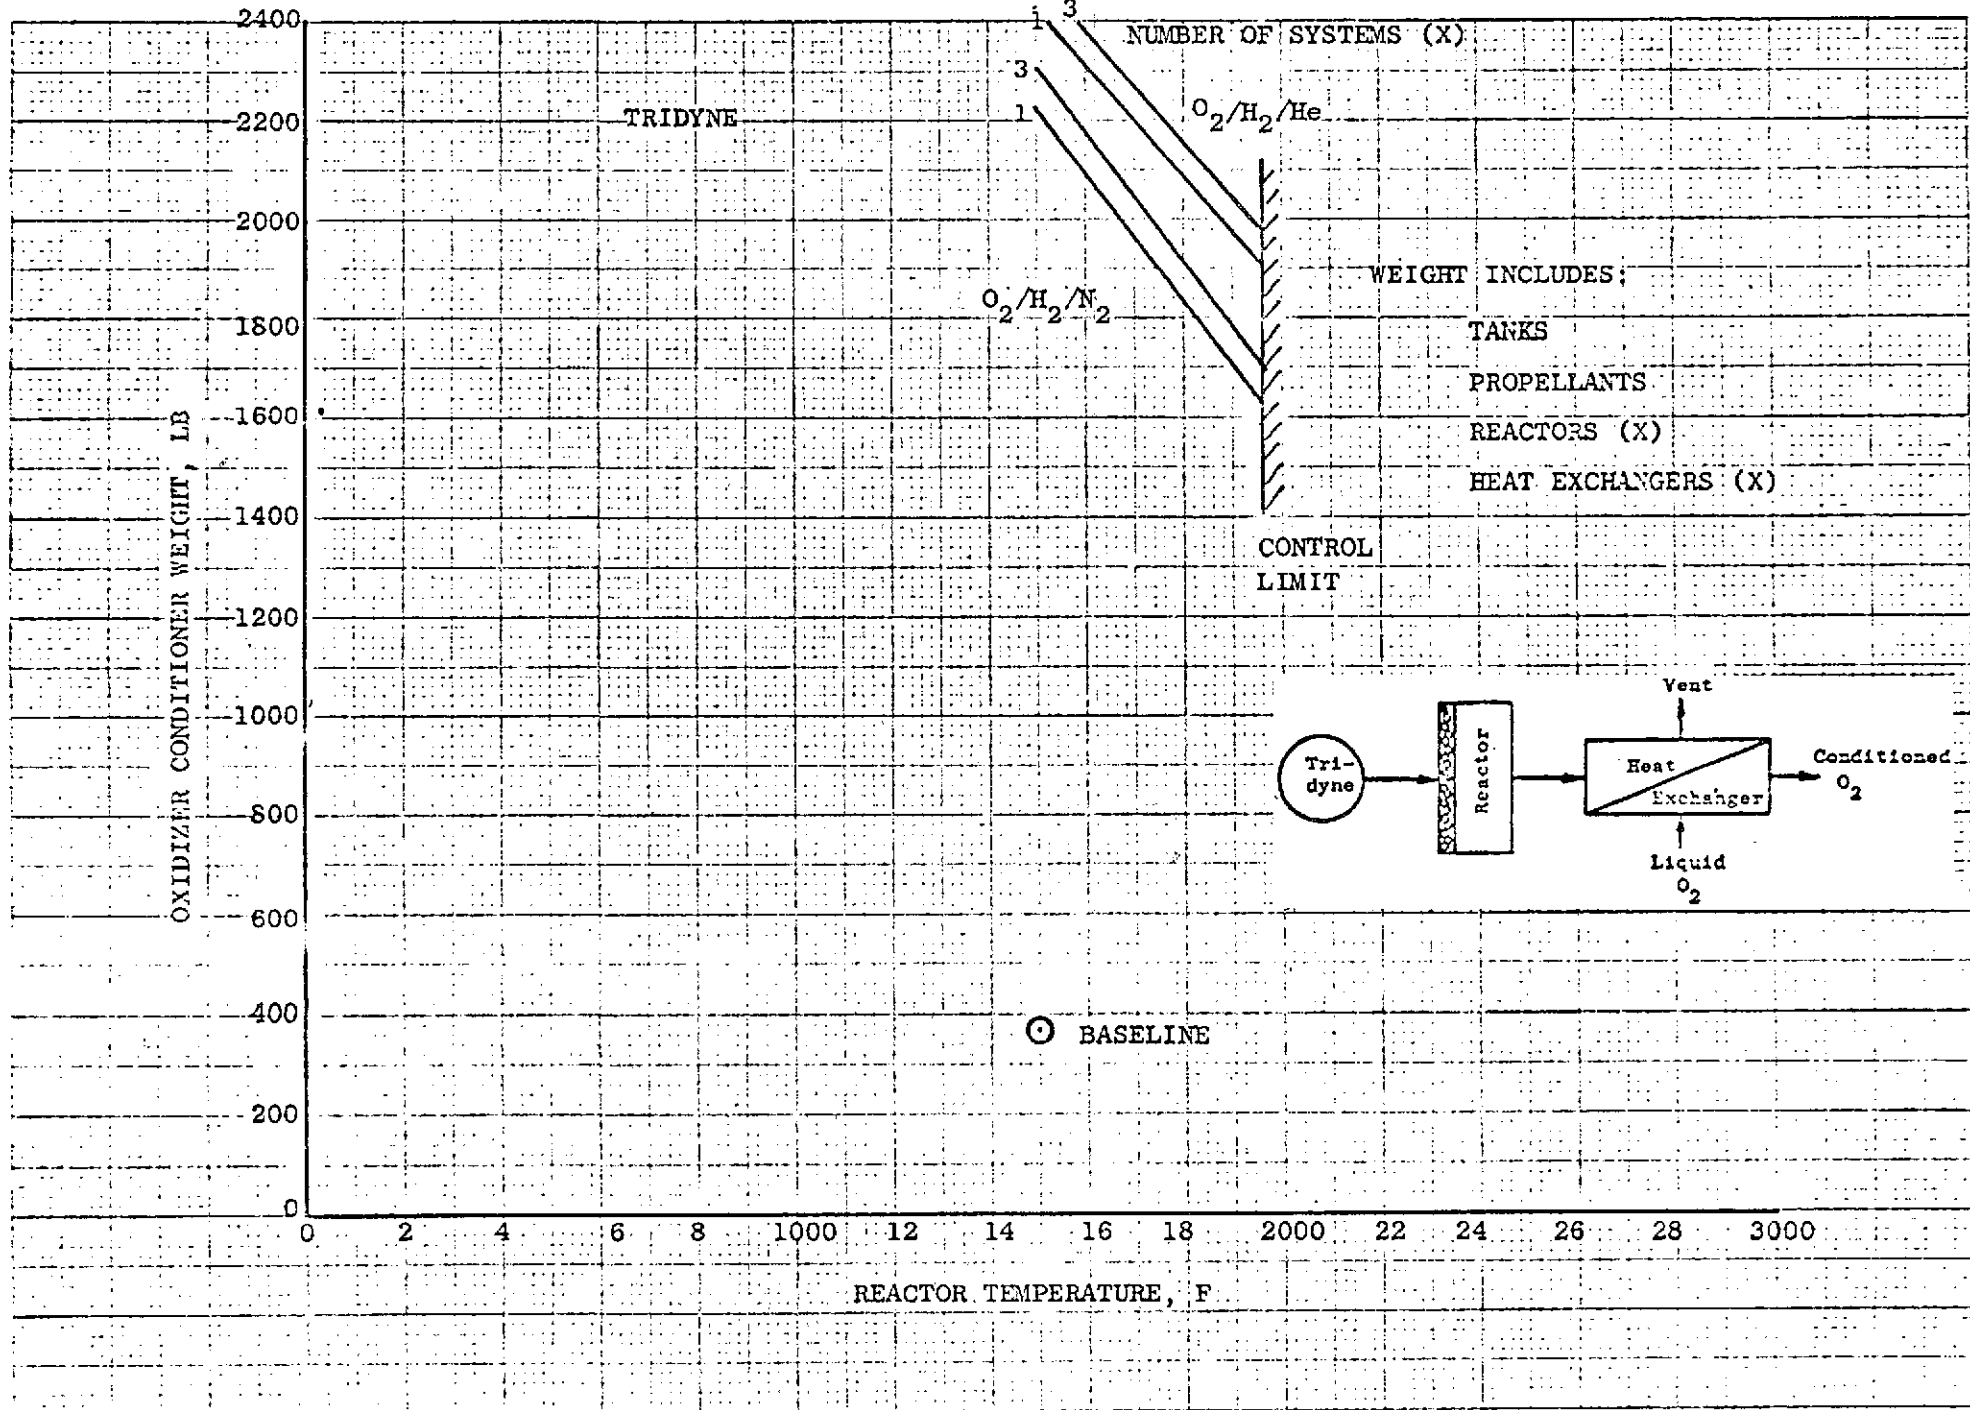 OXIDIZER CONDITIONER WEIGHT, LB
2400
2200
2000
1800
1600
1400
1200
1000
800
600
400
200
0
0 2 4 6 8 1000 12 14 16 18 2000 22 24 26 28 3000
REACTOR TEMPERATURE, F
TRIDYNE
1 3
NUMBER OF SYSTEMS (X)
3
1
O2/H2/He
O2/H2/N2
WEIGHT INCLUDES:
TANKS
PROPELLANTS
REACTORS (X)
HEAT EXCHANGERS (X)
CONTROL
LIMIT
Vent
Tri-
dyne
Reactor
Heat
Exchanger
Conditioned
O2
Liquid
O2
BASELINE